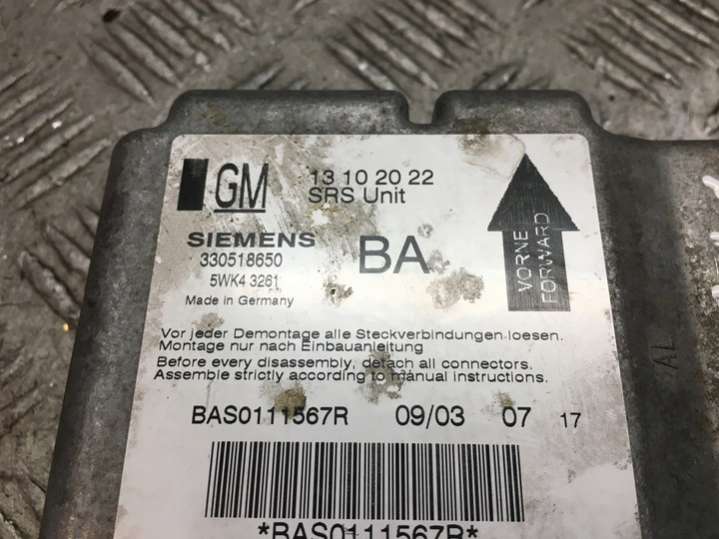 GM 13 10 20 22
SRS Unit
SIEMENS BA
330518650
5WK4 3261
Made in Germany
VORNE
FORWARD
Vor jeder Demontage alle Steckverbindungen loesen.
Montage nur nach Einbauanleitung
Before every disassembly, detach all connectors.
Assemble strictly according to manual instructions.
BAS0111567R 09/03 07 17
*BAS0111567R*